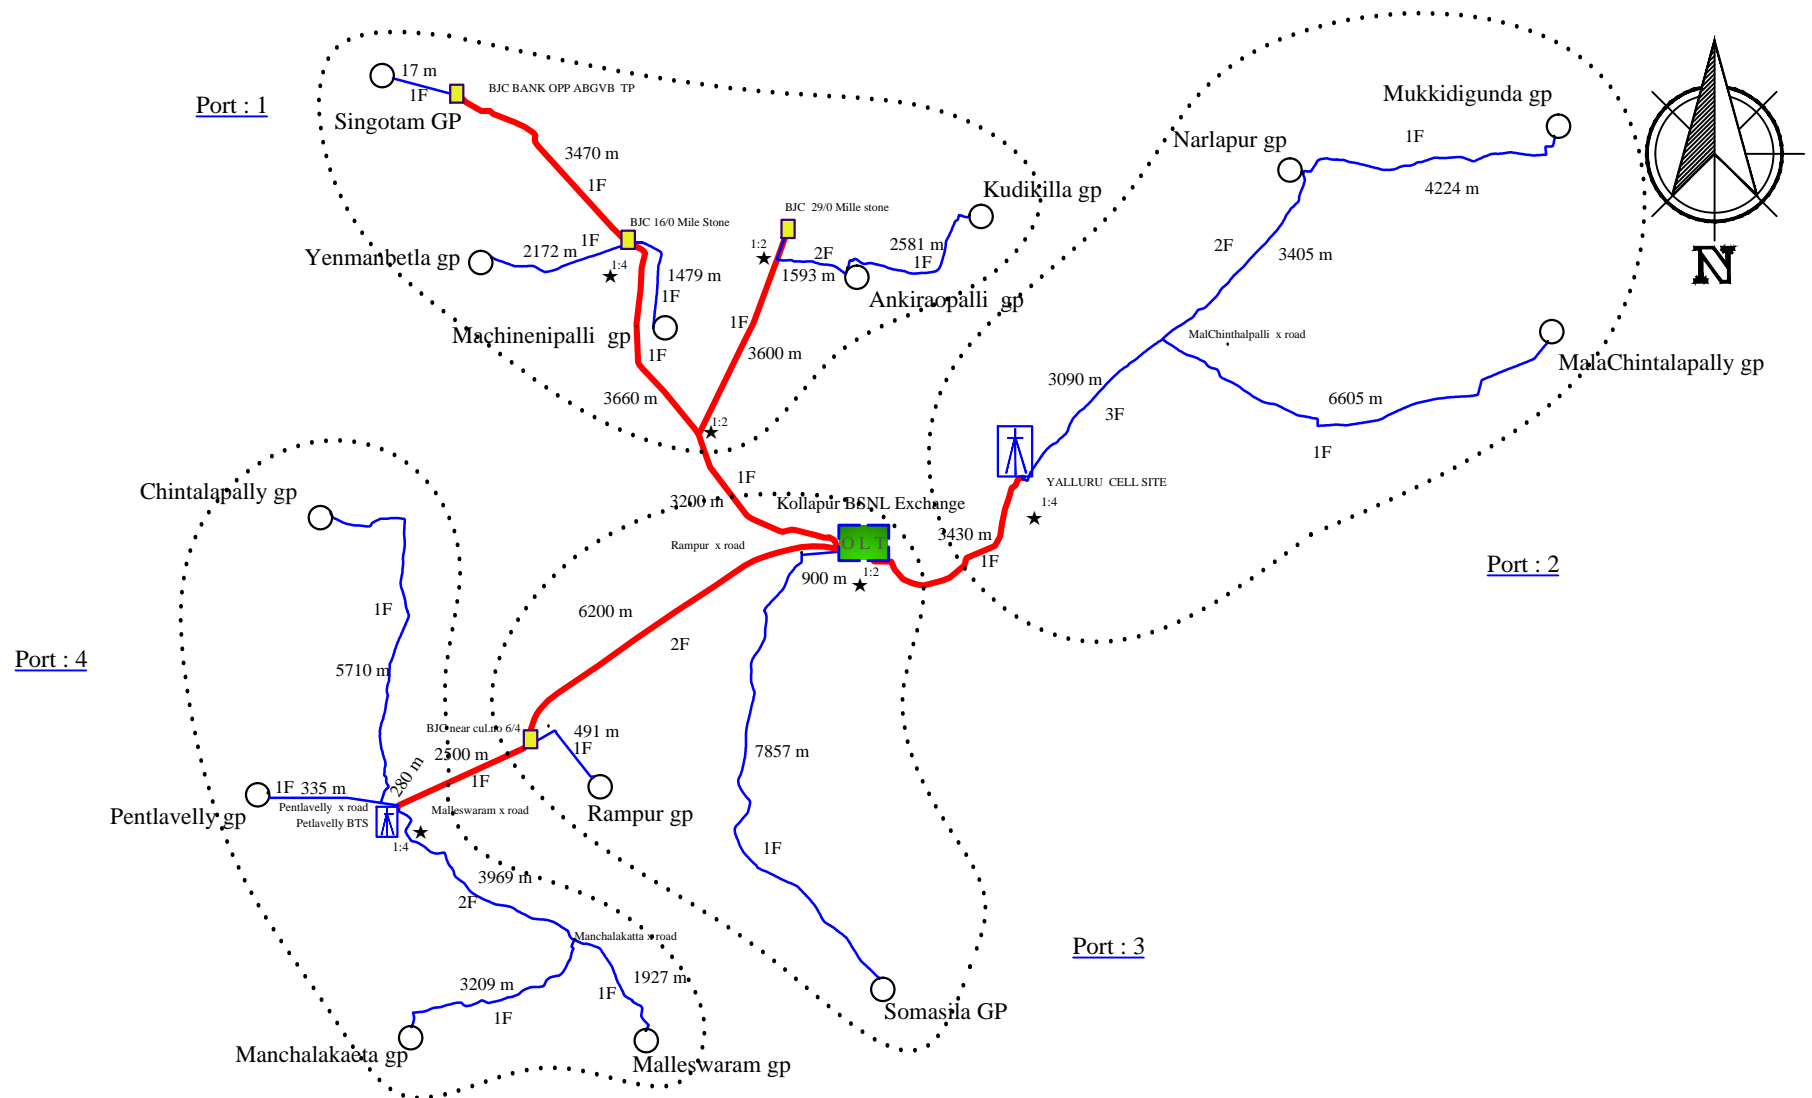 17 m
1F
BJC BANK OPP ABGVB  TP
Port : 1
Singotam GP
3470 m
1F
BJC 16/0 Mile Stone
1F
2172 m
Yenmanbetla gp
1:4
1479 m
1F
Machinenipalli  gp
1F
3660 m
BJC  29/0 Mille stone
1:2
2F
1593 m
2581 m
1F
Kudikilla gp
Ankiraopalli  gp
1F
3600 m
1:2
1F
3200 m
Mukkidigunda gp
1F
4224 m
Narlapur gp
2F
3405 m
MalChinthalpalli  x road
MalaChintalapally gp
6605 m
1F
3090 m
3F
YALLURU  CELL SITE
1:4
3430 m
1F
Port : 2
N
Kollapur BSNL Exchange
OLT
1:2
900 m
Rampur  x road
6200 m
2F
BJC near cul.no 6/4
491 m
1F
Rampur gp
7857 m
1F
Somasila GP
Port : 3
Chintalapally gp
1F
5710 m
Port : 4
280 m
2500 m
1F
1F
335 m
Pentlavelly gp
Pentlavelly  x road
Petlavelly BTS
Malleswaram x road
1:4
3969 m
2F
Manchalakatta x road
3209 m
1F
1927 m
1F
Manchalakaeta gp
Malleswaram gp